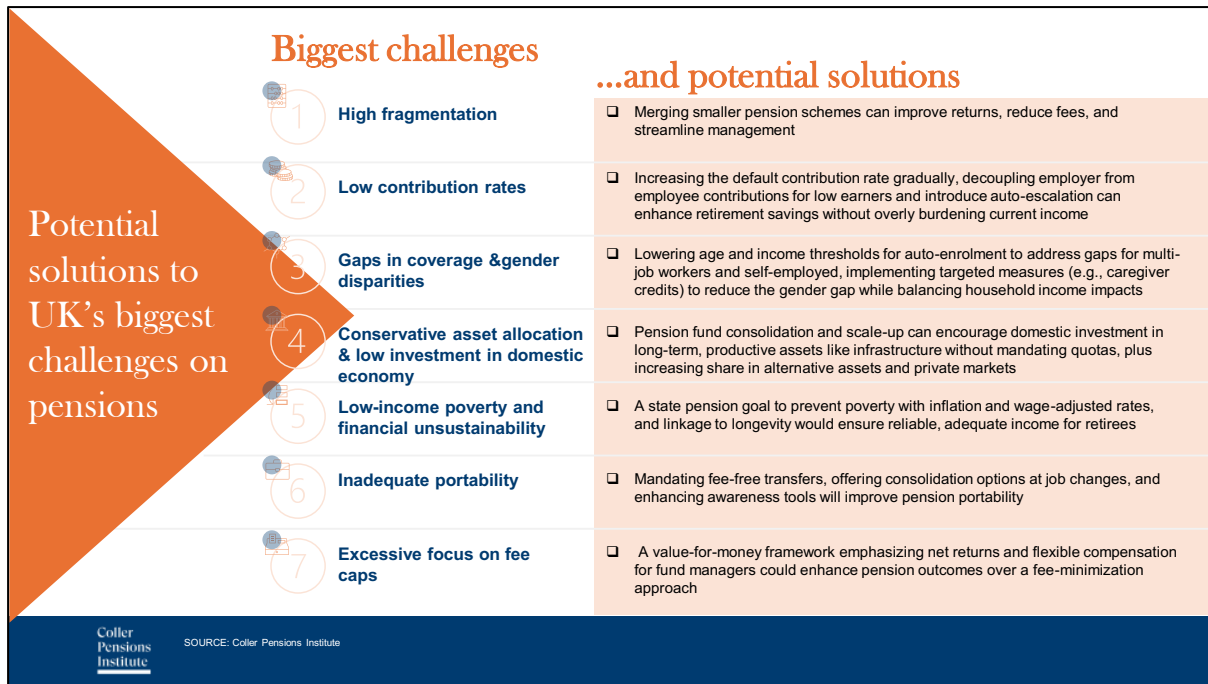 Potential
solutions to
UK's biggest
challenges on
pensions
Biggest challenges
...and potential solutions
1
High fragmentation
❑ Merging smaller pension schemes can improve returns, reduce fees, and
streamline management
2
Low contribution rates
❑ Increasing the default contribution rate gradually, decoupling employer from
employee contributions for low earners and introduce auto-escalation can
enhance retirement savings without overly burdening current income
3
Gaps in coverage &gender
disparities
❑ Lowering age and income thresholds for auto-enrolment to address gaps for multi-
job workers and self-employed, implementing targeted measures (e.g., caregiver
credits) to reduce the gender gap while balancing household income impacts
4
Conservative asset allocation
& low investment in domestic
economy
❑ Pension fund consolidation and scale-up can encourage domestic investment in
long-term, productive assets like infrastructure without mandating quotas, plus
increasing share in alternative assets and private markets
5
Low-income poverty and
financial unsustainability
❑ A state pension goal to prevent poverty with inflation and wage-adjusted rates,
and linkage to longevity would ensure reliable, adequate income for retirees
6
Inadequate portability
❑ Mandating fee-free transfers, offering consolidation options at job changes, and
enhancing awareness tools will improve pension portability
7
Excessive focus on fee
caps
❑ A value-for-money framework emphasizing net returns and flexible compensation
for fund managers could enhance pension outcomes over a fee-minimization
approach
Coller
Pensions
Institute
SOURCE: Coller Pensions Institute